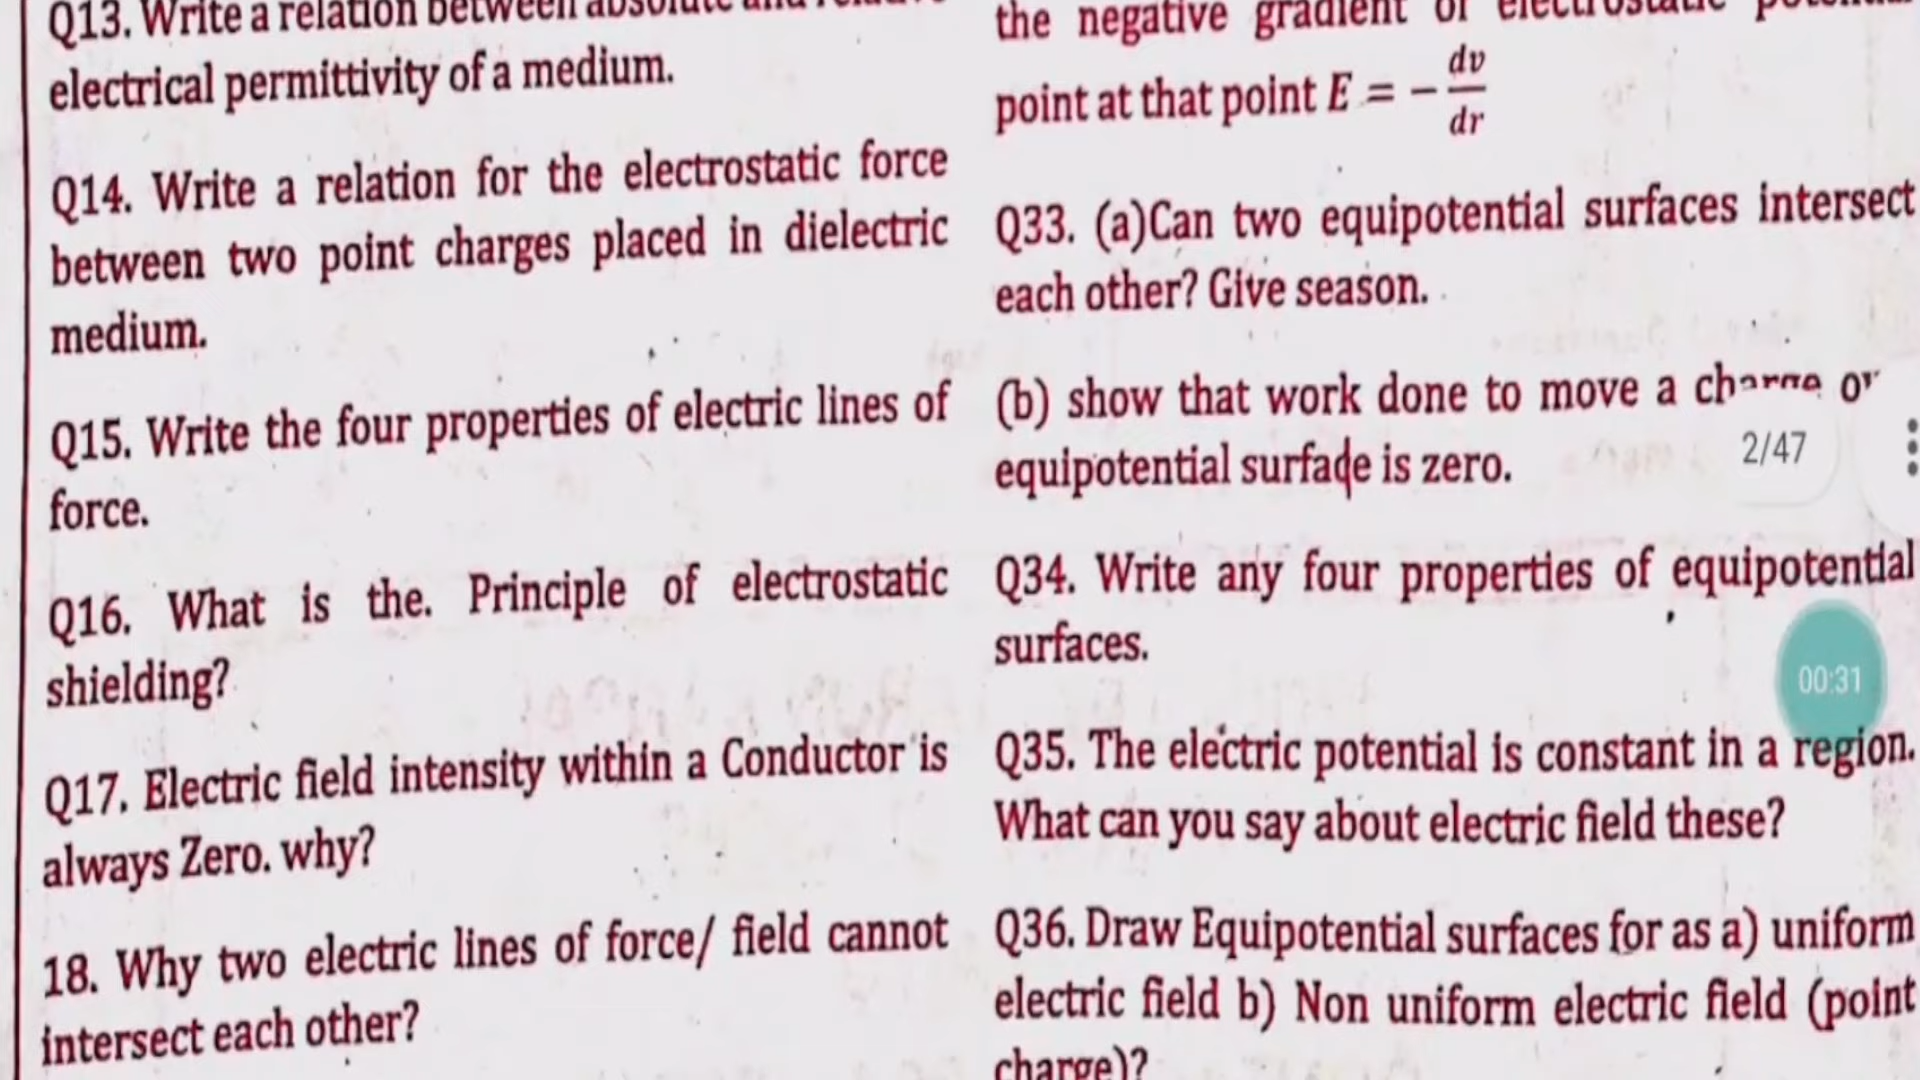 Q13. Write a relation between absolute and relative
electrical permittivity of a medium.
Q14. Write a relation for the electrostatic force
between two point charges placed in dielectric
medium.
Q15. Write the four properties of electric lines of
force.
Q16. What is the. Principle of electrostatic
shielding?
Q17. Electric field intensity within a Conductor is
always Zero. why?
18. Why two electric lines of force/ field cannot
intersect each other?
the negative gradient of electrostatic potential
point at that point E = - dv/dr
Q33. (a)Can two equipotential surfaces intersect
each other? Give season.
(b) show that work done to move a charge
equipotential surface is zero.
2/47
Q34. Write any four properties of equipotential
surfaces.
00:31
Q35. The electric potential is constant in a region.
What can you say about electric field these?
Q36. Draw Equipotential surfaces for as a) uniform
electric field b) Non uniform electric field (point
charge)?